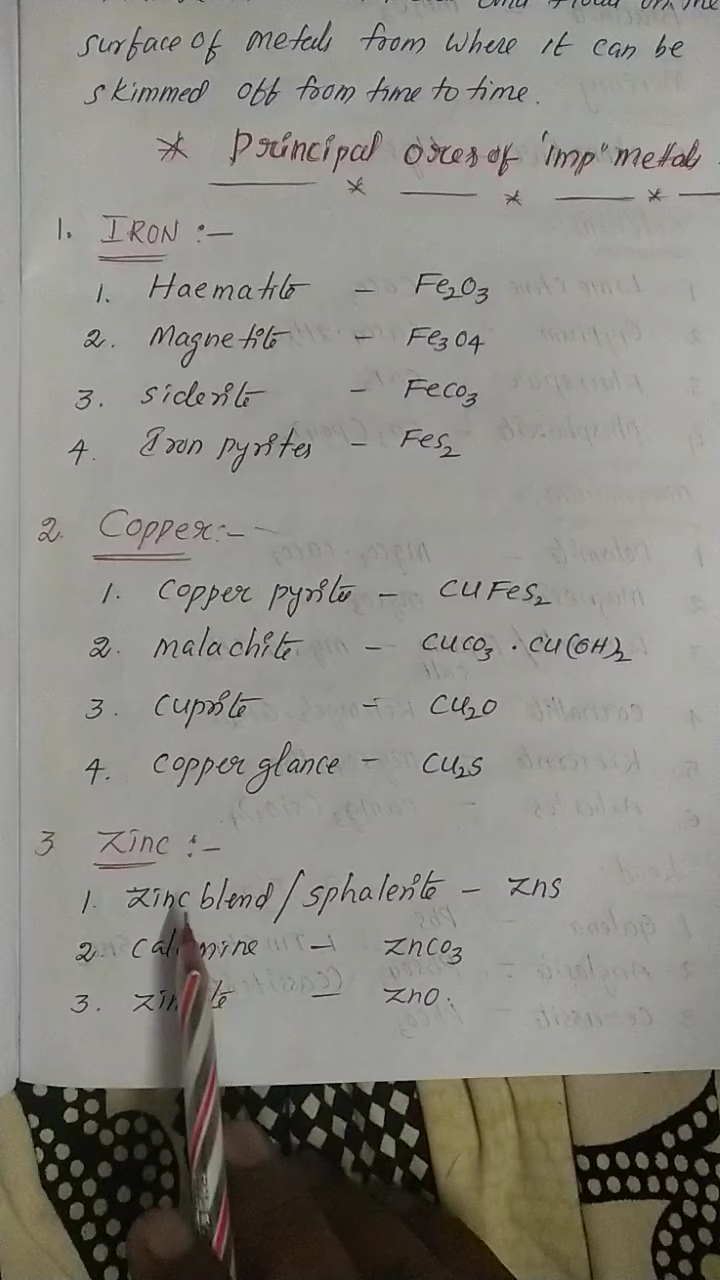 surface of metals from where it can be
skimmed off from time to time.
* Principal ores of 'imp" metals
* * *
1. IRON :-
1. Haematite - Fe2O3
2. Magnetite - Fe3O4
3. siderite - FeCO3
4. Iron pyrites - FeS2
2. Copper:-
1. Copper pyrite - CUFeS2
2. malachite - CUCO3 . CU(OH)2
3. cuprite = CU2O
4. copper glance - CU2S
3 Zinc :-
1. Zinc blend/sphalerite - ZnS
2. - ZnCO3
3. - ZnO.